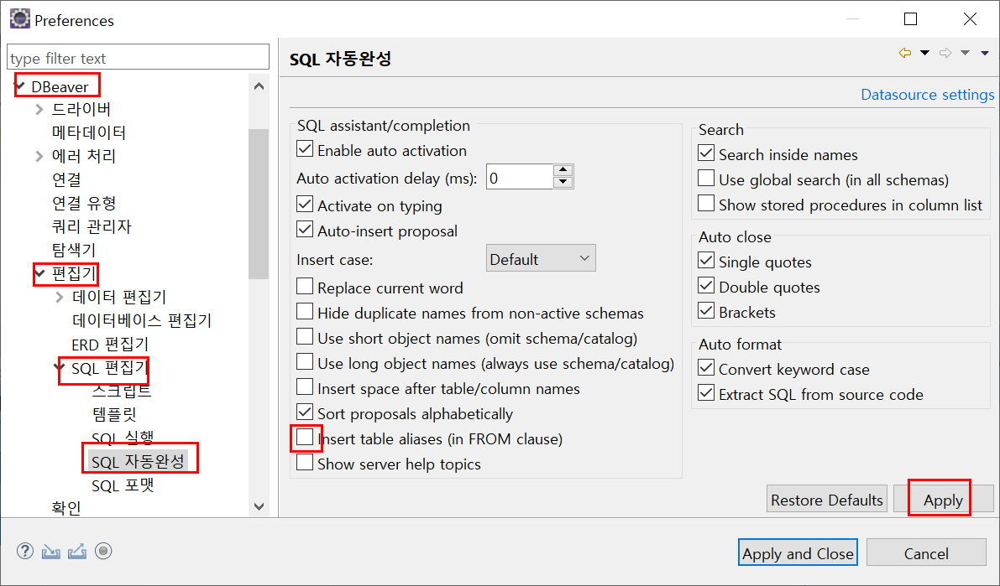 Preferences
type filter text
DBeaver
드라이버
메타데이터
에러 처리
연결
연결 유형
쿼리 관리자
탐색기
편집기
데이터 편집기
데이터베이스 편집기
ERD 편집기
SQL 편집기
스크립트
템플릿
SQL 실행
SQL 자동완성
SQL 포맷
확인
SQL 자동완성
Datasource settings
SQL assistant/completion
Enable auto activation
Auto activation delay (ms): 0
Activate on typing
Auto-insert proposal
Insert case: Default
Replace current word
Hide duplicate names from non-active schemas
Use short object names (omit schema/catalog)
Use long object names (always use schema/catalog)
Insert space after table/column names
Sort proposals alphabetically
Insert table aliases (in FROM clause)
Show server help topics
Search
Search inside names
Use global search (in all schemas)
Show stored procedures in column list
Auto close
Single quotes
Double quotes
Brackets
Auto format
Convert keyword case
Extract SQL from source code
Restore Defaults Apply
Apply and Close Cancel